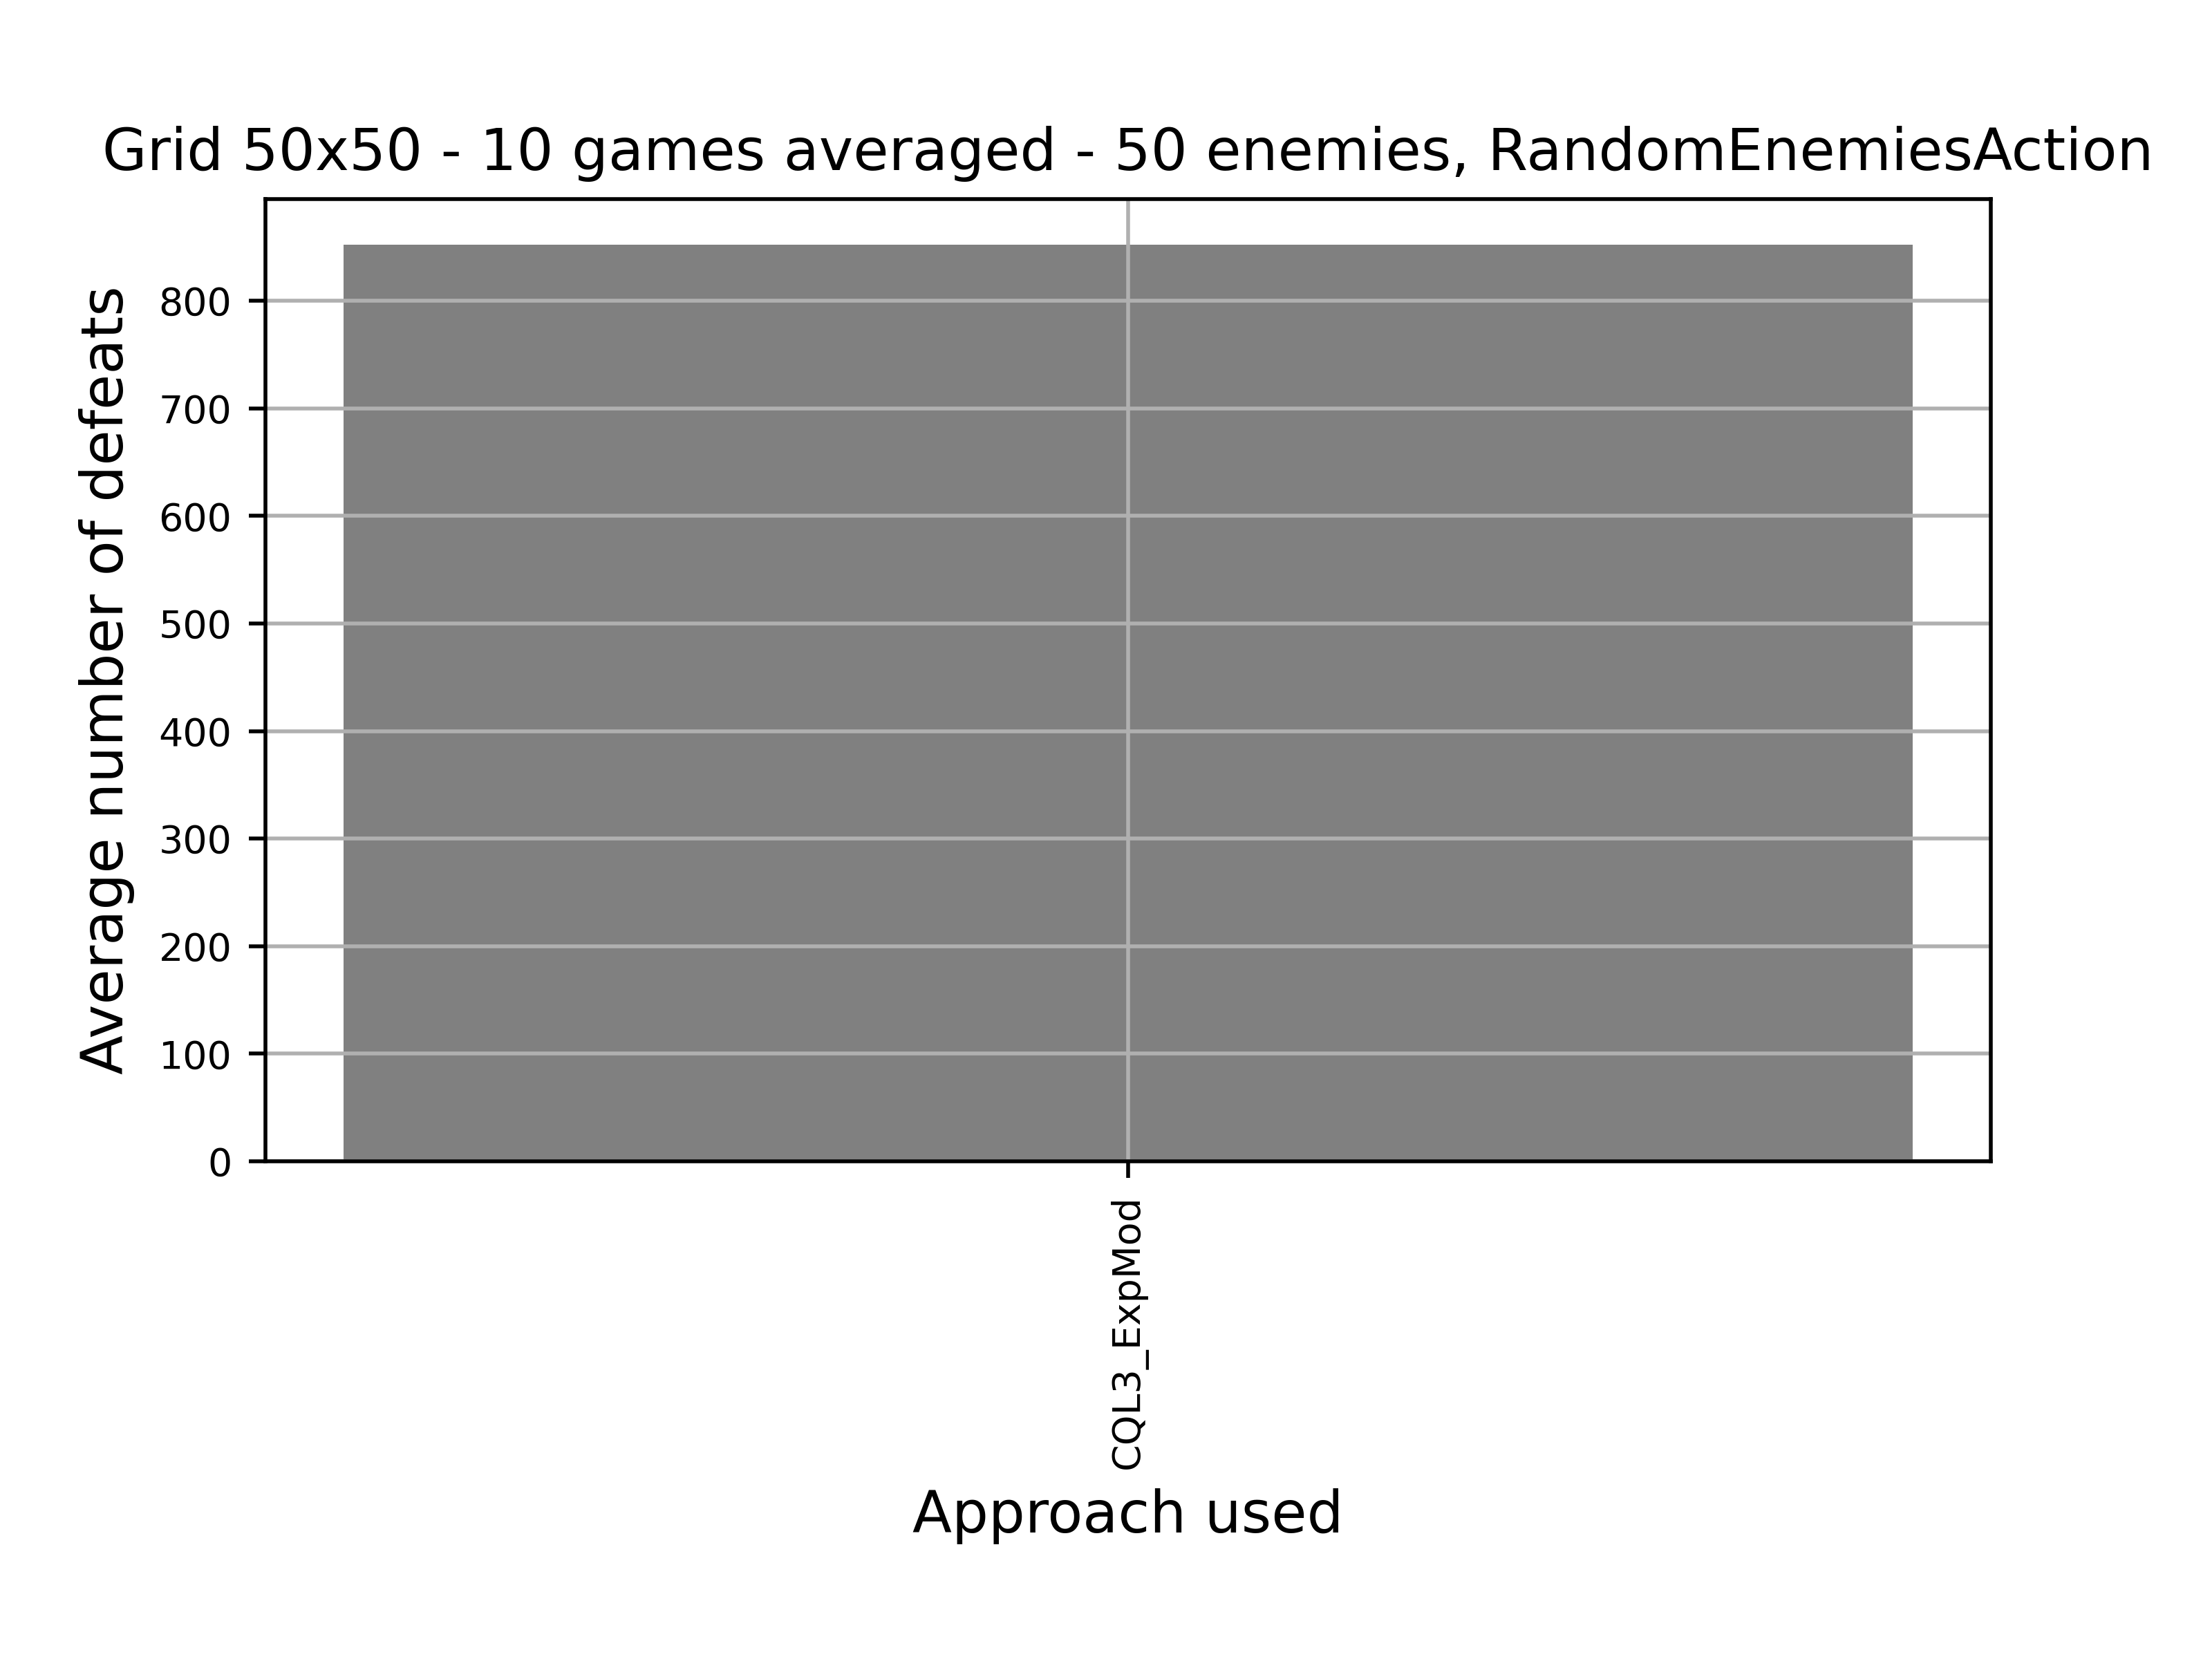 Grid 50x50 - 10 games averaged - 50 enemies, RandomEnemiesAction
Average number of defeats
800
700
600
500
400
300
200
100
0
CQL3_ExpMod
Approach used